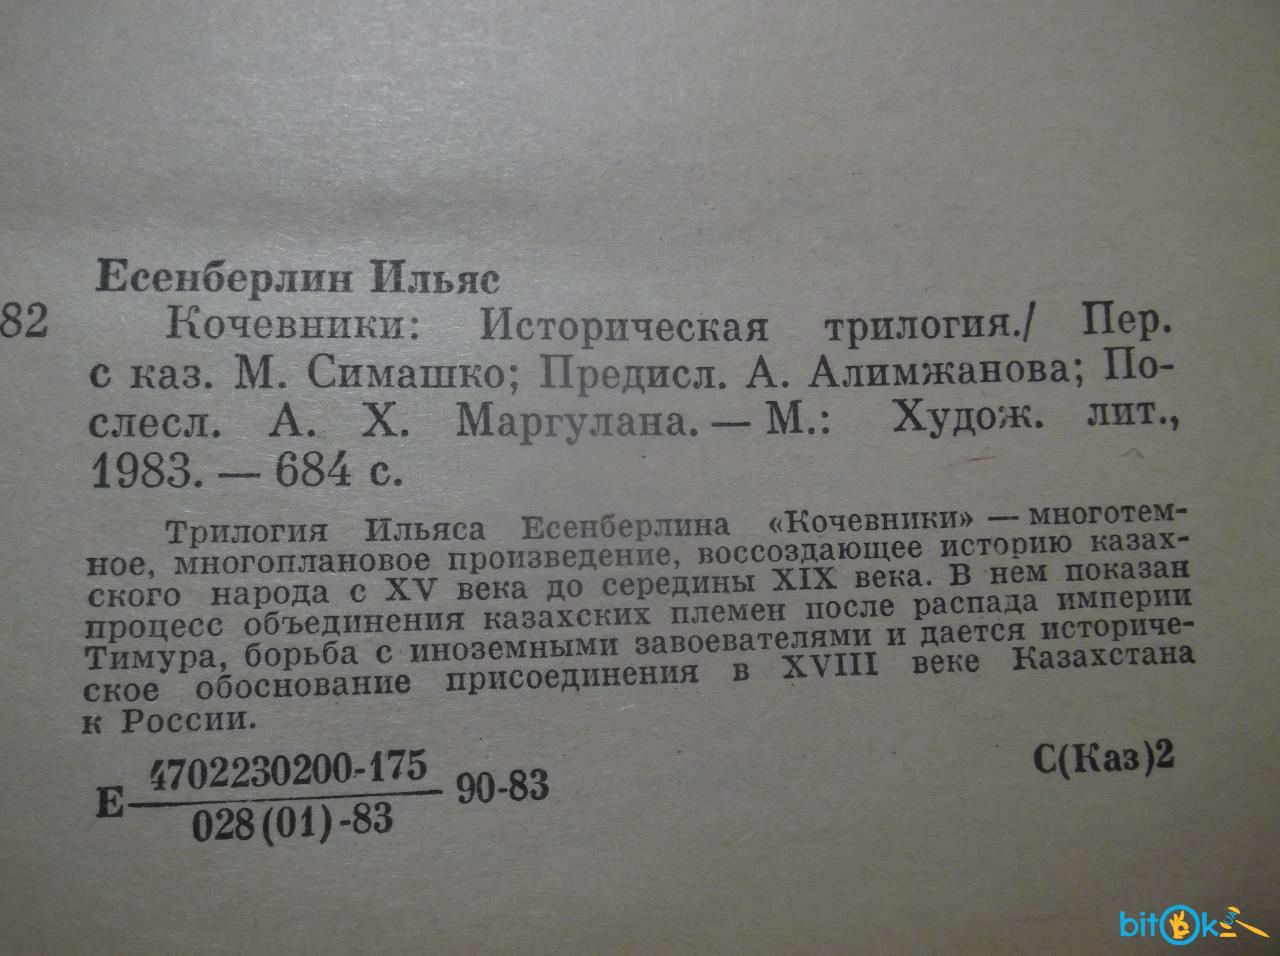 Есенберлин Ильяс
82 Кочевники: Историческая трилогия./ Пер.
с каз. М. Симашко; Предисл. А. Алимжанова; По-
слесл. А. Х. Маргулана. — М.: Худож. лит.,
1983. — 684 с.
Трилогия Ильяса Есенберлина «Кочевники» — многотем-
ное, многоплановое произведение, воссоздающее историю казах-
ского народа с XV века до середины XIX века. В нем показан
процесс объединения казахских племен после распада империи
Тимура, борьба с иноземными завоевателями и дается историче-
ское обоснование присоединения в XVIII веке Казахстана
к России.
Е 4702230200-175 90-83
028(01)-83
С(Каз)2
bitOk